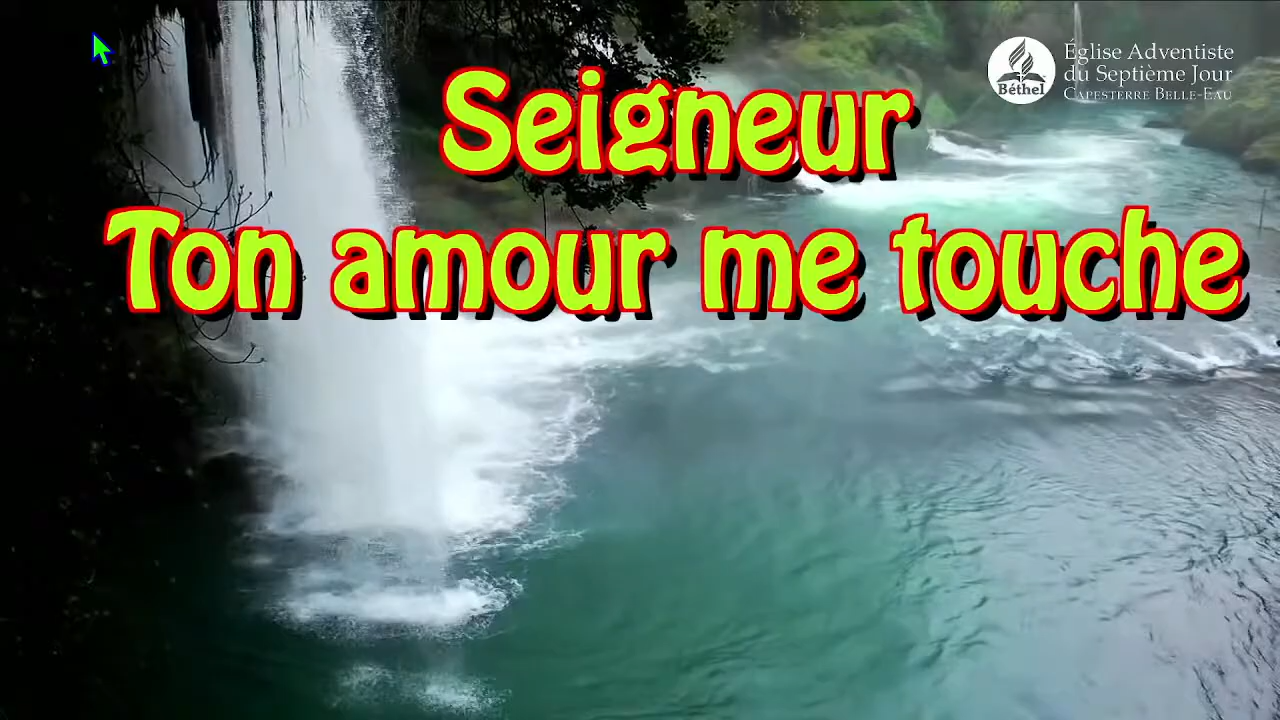 Seigneur
Ton amour me touche
Église Adventiste
du Septième Jour
Capesterre Belle-Eau
Béthel